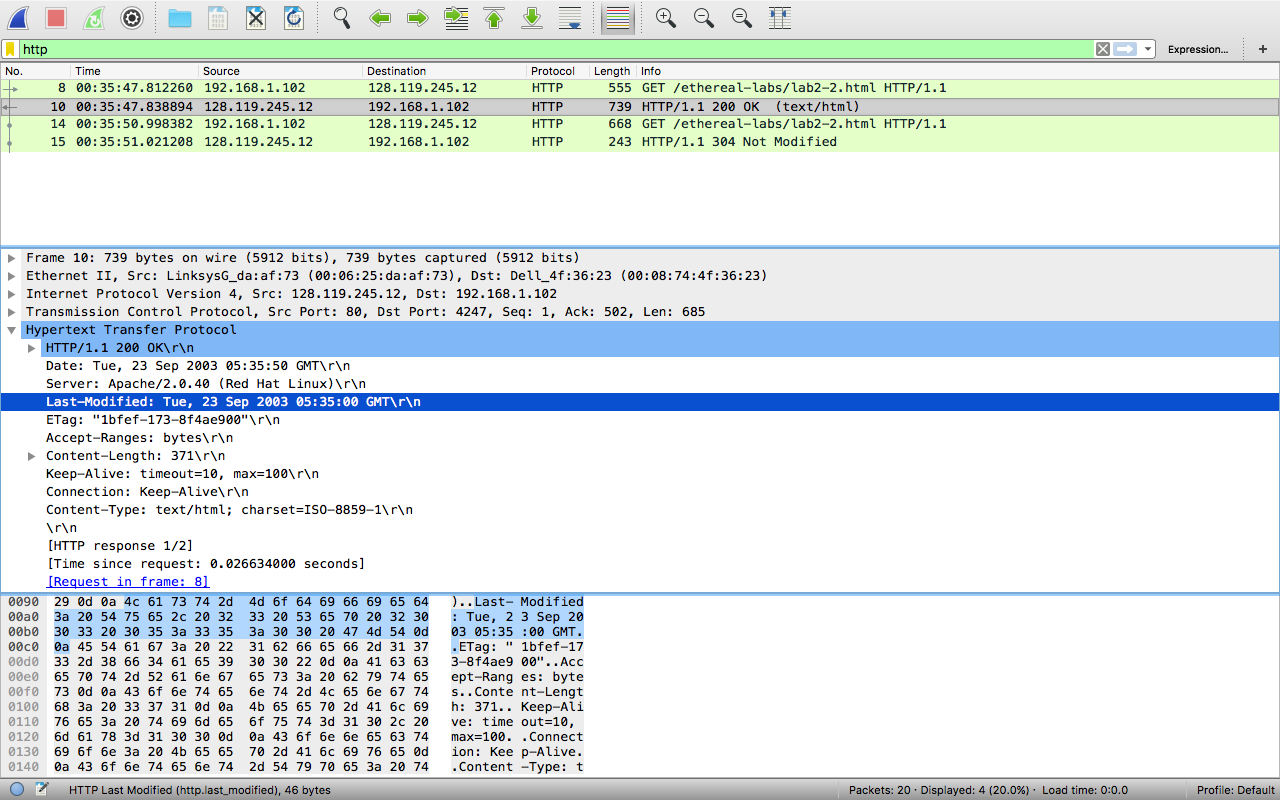 http
Expression...
+
No. Time Source Destination Protocol Length Info
8 00:35:47.812260 192.168.1.102 128.119.245.12 HTTP 555 GET /ethereal-labs/lab2-2.html HTTP/1.1
10 00:35:47.838894 128.119.245.12 192.168.1.102 HTTP 739 HTTP/1.1 200 OK (text/html)
14 00:35:50.998382 192.168.1.102 128.119.245.12 HTTP 668 GET /ethereal-labs/lab2-2.html HTTP/1.1
15 00:35:51.021208 128.119.245.12 192.168.1.102 HTTP 243 HTTP/1.1 304 Not Modified
Frame 10: 739 bytes on wire (5912 bits), 739 bytes captured (5912 bits)
Ethernet II, Src: LinksysG_da:af:73 (00:06:25:da:af:73), Dst: Dell_4f:36:23 (00:08:74:4f:36:23)
Internet Protocol Version 4, Src: 128.119.245.12, Dst: 192.168.1.102
Transmission Control Protocol, Src Port: 80, Dst Port: 4247, Seq: 1, Ack: 502, Len: 685
Hypertext Transfer Protocol
HTTP/1.1 200 OK\r\n
Date: Tue, 23 Sep 2003 05:35:50 GMT\r\n
Server: Apache/2.0.40 (Red Hat Linux)\r\n
Last-Modified: Tue, 23 Sep 2003 05:35:00 GMT\r\n
ETag: "1bfef-173-8f4ae900"\r\n
Accept-Ranges: bytes\r\n
Content-Length: 371\r\n
Keep-Alive: timeout=10, max=100\r\n
Connection: Keep-Alive\r\n
Content-Type: text/html; charset=ISO-8859-1\r\n
\r\n
[HTTP response 1/2]
[Time since request: 0.026634000 seconds]
[Request in frame: 8]
0090 29 0d 0a 4c 61 73 74 2d 4d 6f 64 69 66 69 65 64 )..Last- Modified
00a0 3a 20 54 75 65 2c 20 32 33 20 53 65 70 20 32 30 : Tue, 2 3 Sep 20
00b0 30 33 20 30 35 3a 33 35 3a 30 30 20 47 4d 54 0d 03 05:35 :00 GMT.
00c0 0a 45 54 61 67 3a 20 22 31 62 66 65 66 2d 31 37 .ETag: " 1bfef-17
00d0 33 2d 38 66 34 61 65 39 30 30 22 0d 0a 41 63 63 3-8f4ae9 00"..Acc
00e0 65 70 74 2d 52 61 6e 67 65 73 3a 20 62 79 74 65 ept-Rang es: byte
00f0 73 0d 0a 43 6f 6e 74 65 6e 74 2d 4c 65 6e 67 74 s..Conte nt-Lengt
0100 68 3a 20 33 37 31 0d 0a 4b 65 65 70 2d 41 6c 69 h: 371.. Keep-Ali
0110 76 65 3a 20 74 69 6d 65 6f 75 74 3d 31 30 2c 20 ve: time out=10,
0120 6d 61 78 3d 31 30 30 0d 0a 43 6f 6e 6e 65 63 74 max=100. .Connect
0130 69 6f 6e 3a 20 4b 65 65 70 2d 41 6c 69 76 65 0d ion: Kee p-Alive.
0140 0a 43 6f 6e 74 65 6e 74 2d 54 79 70 65 3a 20 74 .Content -Type: t
HTTP Last Modified (http.last_modified), 46 bytes
Packets: 20 · Displayed: 4 (20.0%) · Load time: 0:0.0
Profile: Default